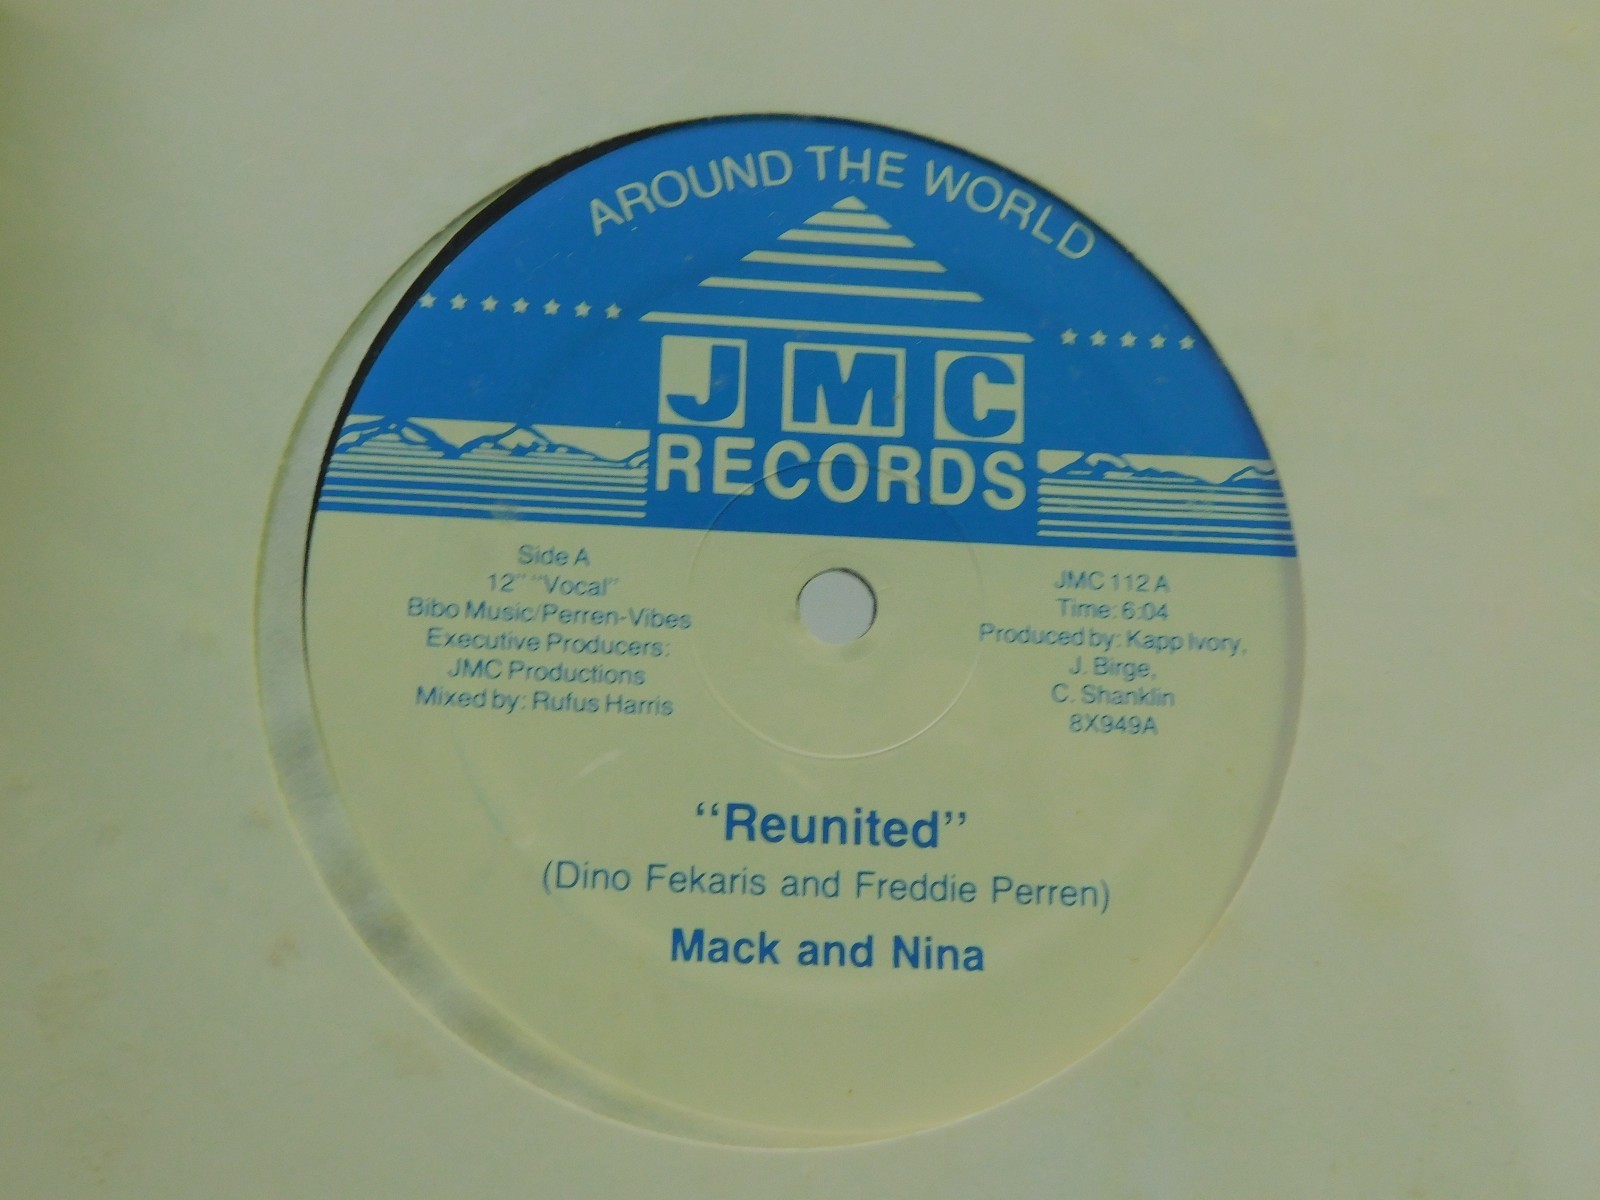 AROUND THE WORLD
J M C
RECORDS
Side A
12" "Vocal"
Bibo Music/Perren-Vibes
Executive Producers:
JMC Productions
Mixed by: Rufus Harris
JMC 112 A
Time: 6:04
Produced by: Kapp Ivory,
J. Birge,
C. Shanklin
8X949A
"Reunited"
(Dino Fekaris and Freddie Perren)
Mack and Nina